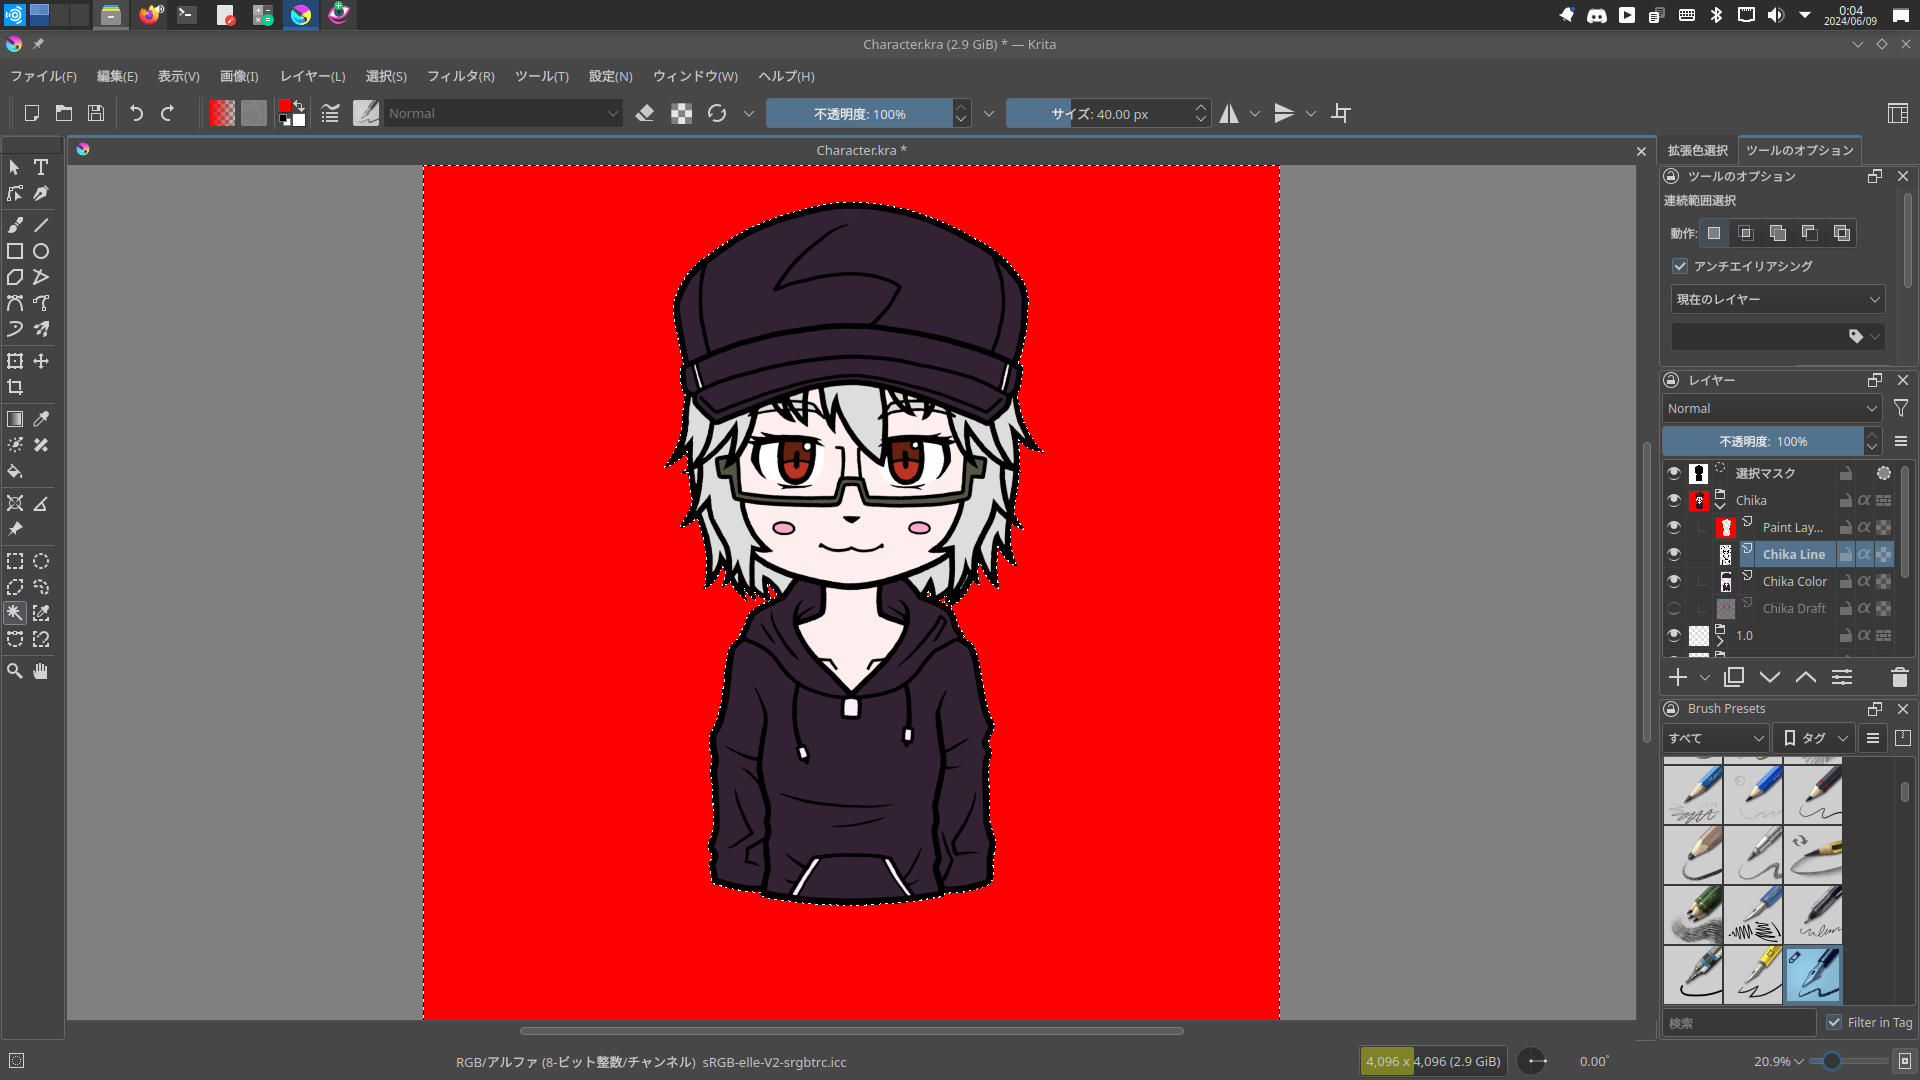 0:04
2024/06/09
Character.kra (2.9 GiB) * — Krita
ファイル(F) 編集(E) 表示(V) 画像(I) レイヤー(L) 選択(S) フィルタ(R) ツール(T) 設定(N) ウィンドウ(W) ヘルプ(H)
Normal 不透明度: 100% サイズ: 40.00 px
Character.kra *
拡張色選択 ツールのオプション
ツールのオプション
連続範囲選択
動作:
アンチエイリアシング
現在のレイヤー
レイヤー
Normal
不透明度: 100%
選択マスク
Chika
Paint Lay...
Chika Line
Chika Color
Chika Draft
1.0
Brush Presets
すべて タグ
検索 Filter in Tag
RGB/アルファ (8-ビット整数/チャンネル) sRGB-elle-V2-srgbtrc.icc
4,096 x 4,096 (2.9 GiB) 0.00° 20.9%